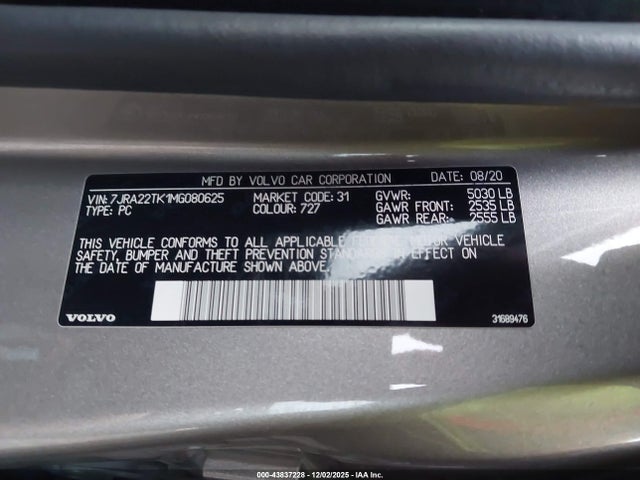 MFD BY VOLVO CAR CORPORATION DATE: 08/20
VIN: 7JRA22TK1MG080625 MARKET CODE: 31 GVWR: 5030 LB
TYPE: PC COLOUR: 727 GAWR FRONT: 2535 LB
GAWR REAR: 2555 LB
THIS VEHICLE CONFORMS TO ALL APPLICABLE MOTOR VEHICLE
SAFETY, BUMPER AND THEFT PREVENTION STANDARDS IN EFFECT ON
THE DATE OF MANUFACTURE SHOWN ABOVE.
VOLVO 31689476
000-43837228 - 12/02/2025 - IAA Inc.